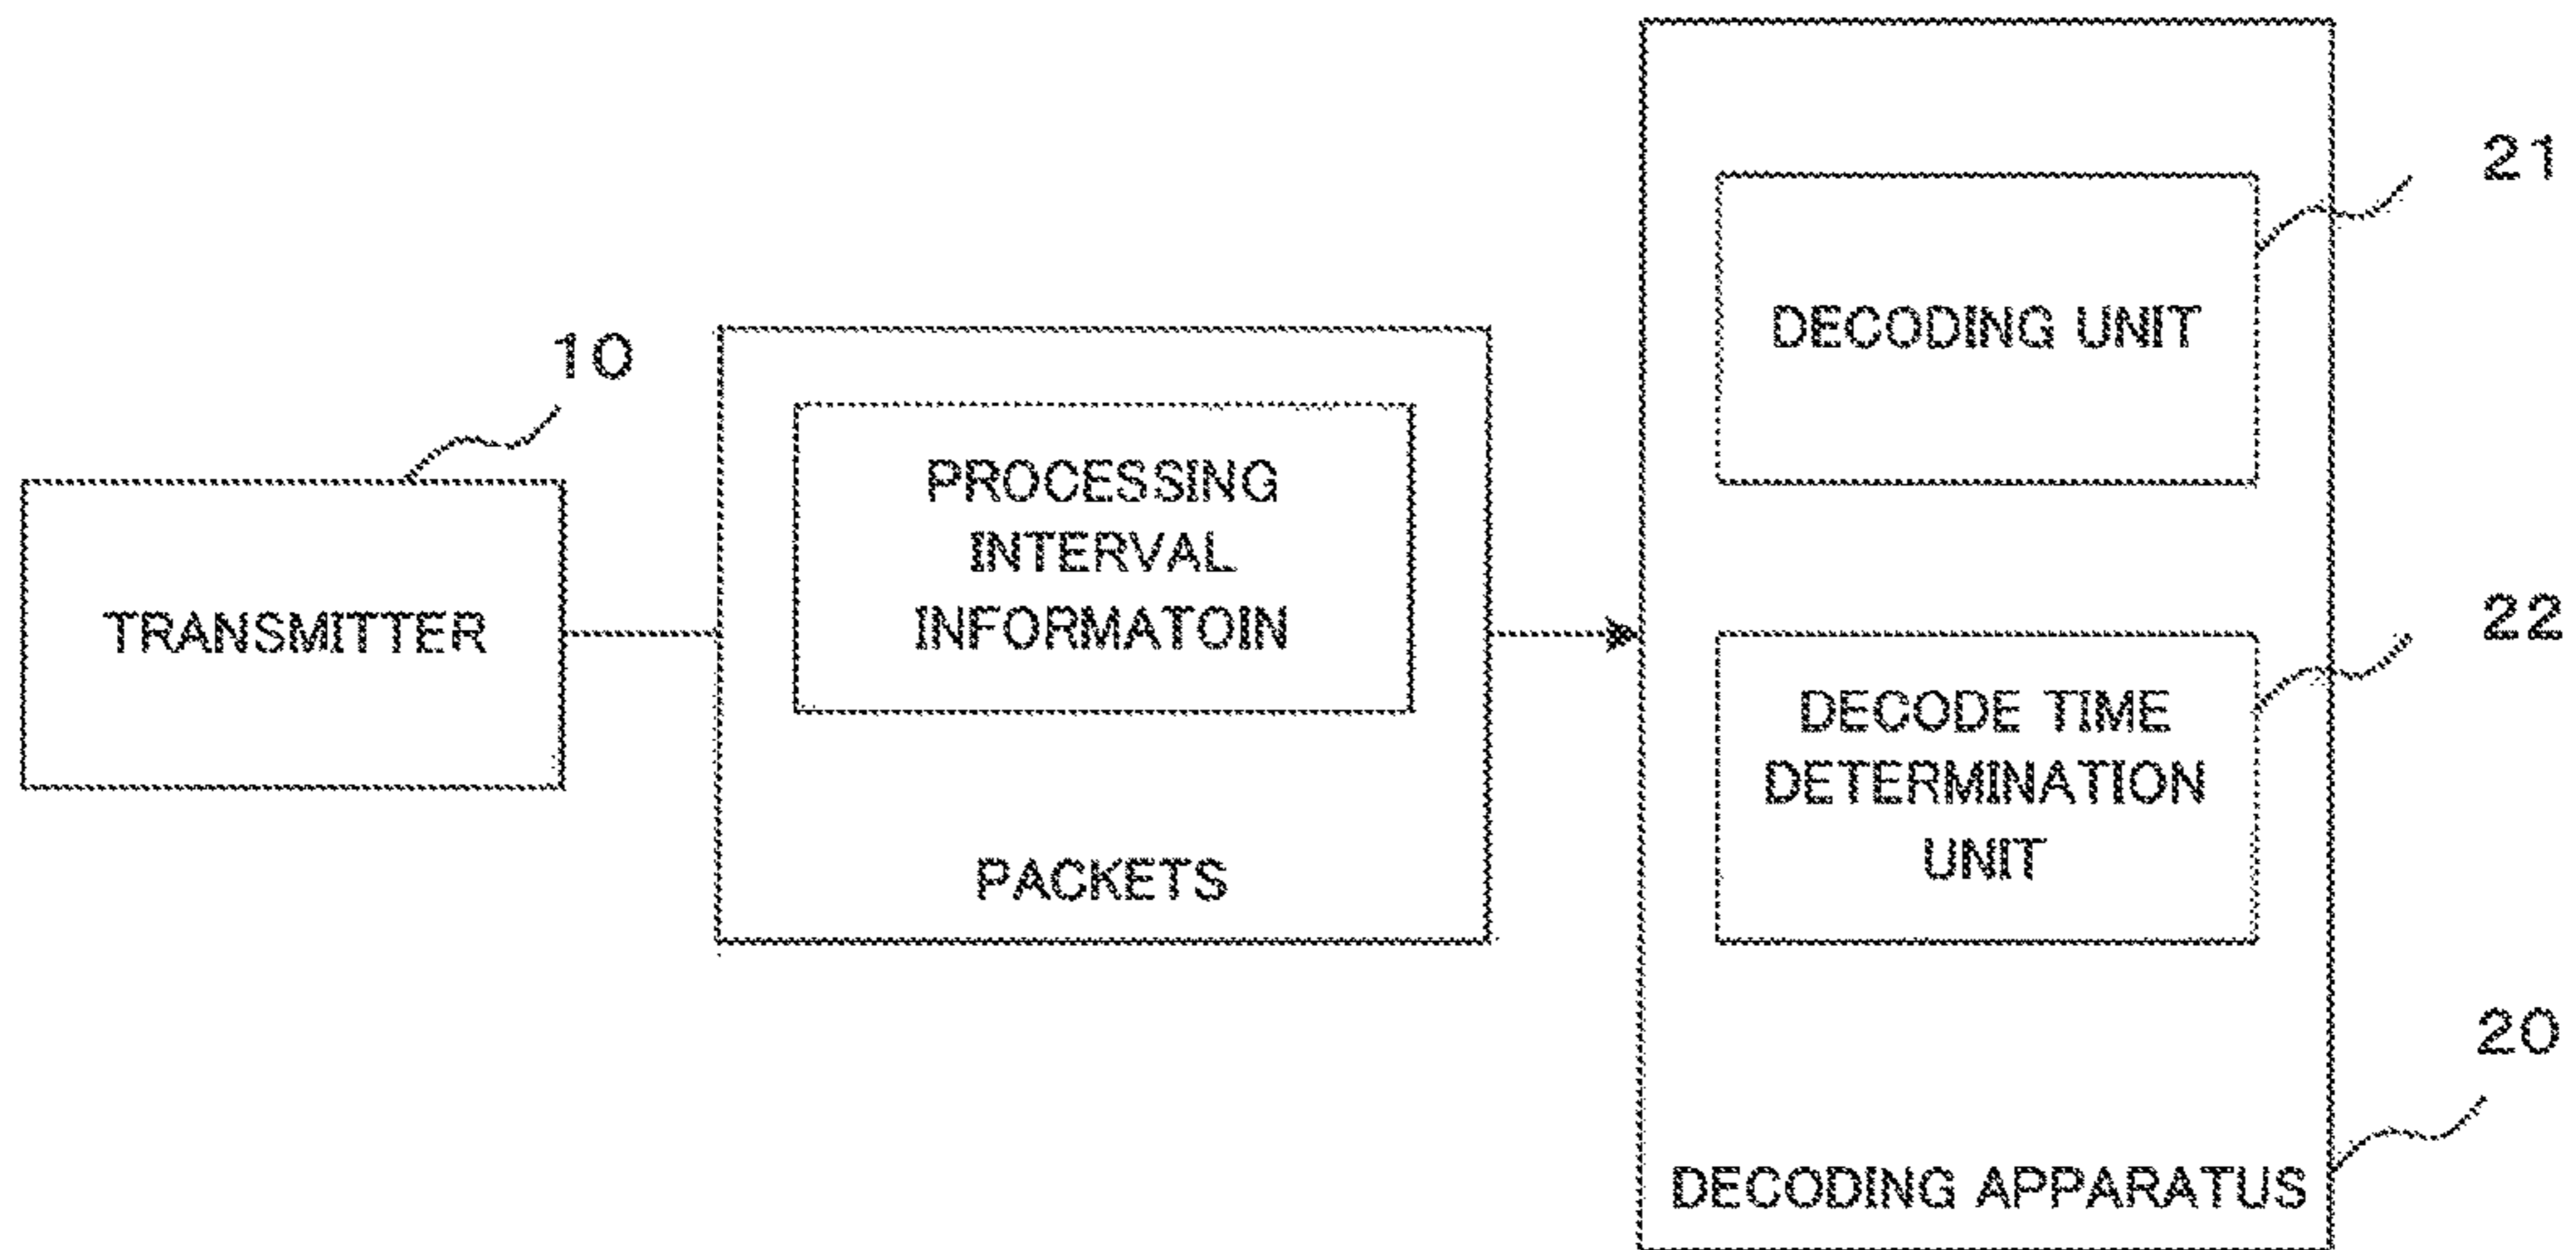 10
TRANSMITTER
PROCESSING
INTERVAL
INFORMATOIN
PACKETS
21
DECODING UNIT
22
DECODE TIME
DETERMINATION
UNIT
20
DECODING APPARATUS